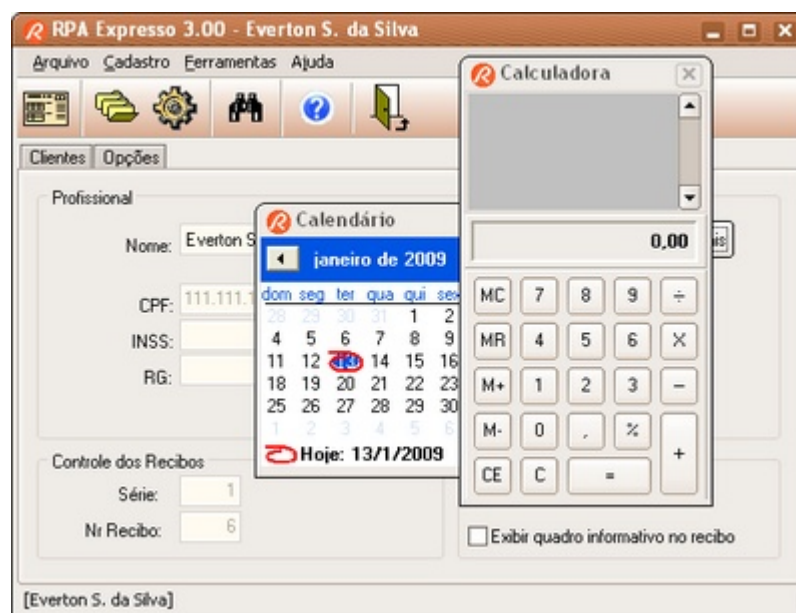 RPA Expresso 3.00 - Everton S. da Silva
Arquivo Cadastro Ferramentas Ajuda
Clientes Opções
Profissional
Nome: Everton S
CPF: 111.111.1
INSS:
RG:
Controle dos Recibos
Série: 1
Nr Recibo: 6
Calendário
janeiro de 2009
dom seg ter qua qui sex
28 29 30 31 1 2
4 5 6 7 8 9
11 12 13 14 15 16
18 19 20 21 22 23
25 26 27 28 29 30
1 2 3 4 5 6
Hoje: 13/1/2009
Calculadora
0,00
MC 7 8 9 ÷
MR 4 5 6 X
M+ 1 2 3 -
M- 0 , % +
CE C =
is
Exibir quadro informativo no recibo
[Everton S. da Silva]